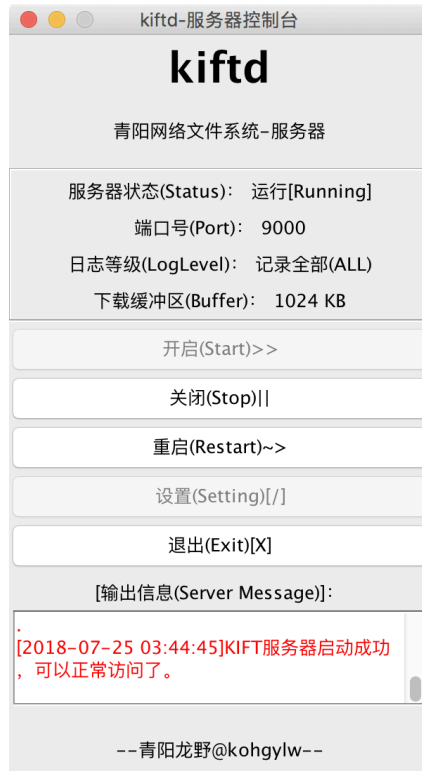 kiftd-服务器控制台
kiftd
青阳网络文件系统-服务器
服务器状态(Status)： 运行[Running]
端口号(Port)： 9000
日志等级(LogLevel)： 记录全部(ALL)
下载缓冲区(Buffer)： 1024 KB
开启(Start)>>
关闭(Stop)||
重启(Restart)~>
设置(Setting)[/]
退出(Exit)[X]
[输出信息(Server Message)]：
.
[2018-07-25 03:44:45]KIFT服务器启动成功
，可以正常访问了。
--青阳龙野@kohgylw--